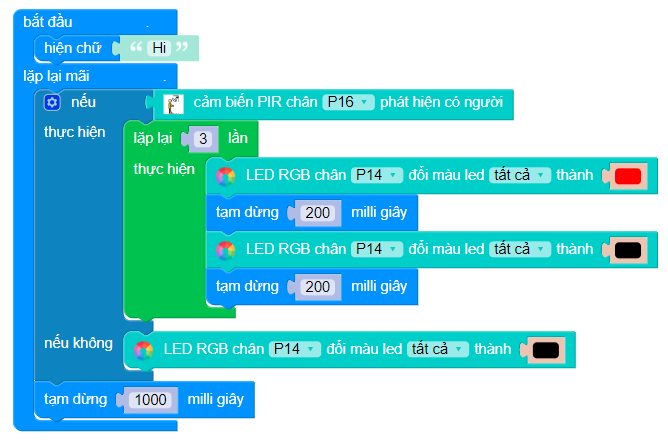 bắt đầu
hiện chữ “ Hi ”
lặp lại mãi
nếu cảm biến PIR chân P16 phát hiện có người
thực hiện lặp lại 3 lần
thực hiện LED RGB chân P14 đổi màu led tất cả thành
tạm dừng 200 milli giây
LED RGB chân P14 đổi màu led tất cả thành
tạm dừng 200 milli giây
nếu không LED RGB chân P14 đổi màu led tất cả thành
tạm dừng 1000 milli giây